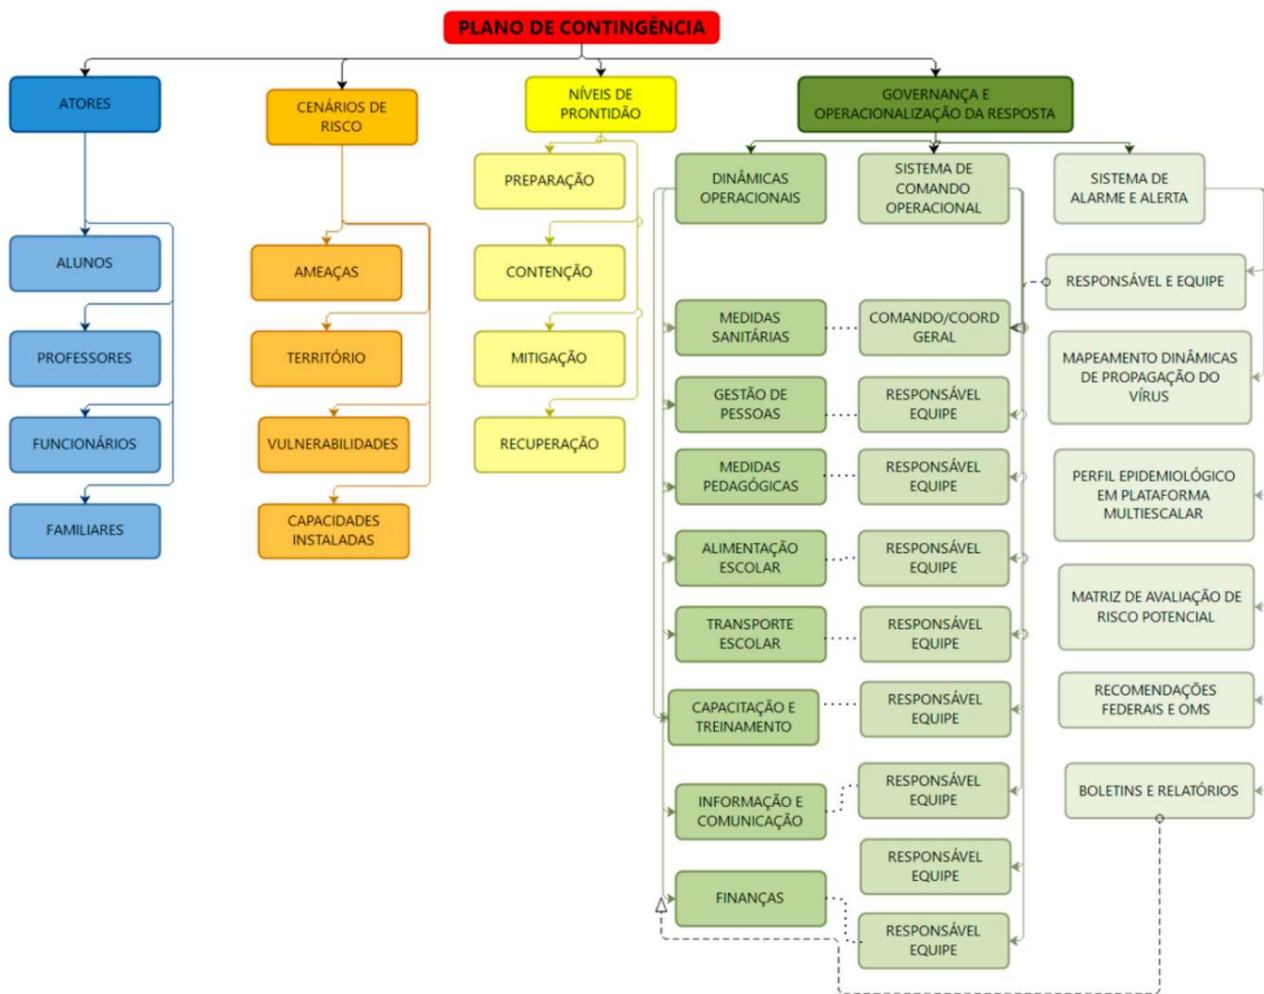 PLANO DE CONTINGÊNCIA
ATORES
CENÁRIOS DE
RISCO
NÍVEIS DE
PRONTIDÃO
GOVERNANÇA E
OPERACIONALIZAÇÃO DA RESPOSTA
ALUNOS
PROFESSORES
FUNCIONÁRIOS
FAMILIARES
AMEAÇAS
TERRITÓRIO
VULNERABILIDADES
CAPACIDADES
INSTALADAS
PREPARAÇÃO
CONTENÇÃO
MITIGAÇÃO
RECUPERAÇÃO
DINÂMICAS
OPERACIONAIS
MEDIDAS
SANITÁRIAS
GESTÃO DE
PESSOAS
MEDIDAS
PEDAGÓGICAS
ALIMENTAÇÃO
ESCOLAR
TRANSPORTE
ESCOLAR
CAPACITAÇÃO E
TREINAMENTO
INFORMAÇÃO E
COMUNICAÇÃO
FINANÇAS
SISTEMA DE
COMANDO
OPERACIONAL
COMANDO/COORD
GERAL
RESPONSÁVEL
EQUIPE
RESPONSÁVEL
EQUIPE
RESPONSÁVEL
EQUIPE
RESPONSÁVEL
EQUIPE
RESPONSÁVEL
EQUIPE
RESPONSÁVEL
EQUIPE
RESPONSÁVEL
EQUIPE
RESPONSÁVEL
EQUIPE
SISTEMA DE
ALARME E ALERTA
RESPONSÁVEL E EQUIPE
MAPEAMENTO DINÂMICAS
DE PROPAGAÇÃO DO
VÍRUS
PERFIL EPIDEMIOLÓGICO
EM PLATAFORMA
MULTIESCALAR
MATRIZ DE AVALIAÇÃO DE
RISCO POTENCIAL
RECOMENDAÇÕES
FEDERAIS E OMS
BOLETINS E RELATÓRIOS